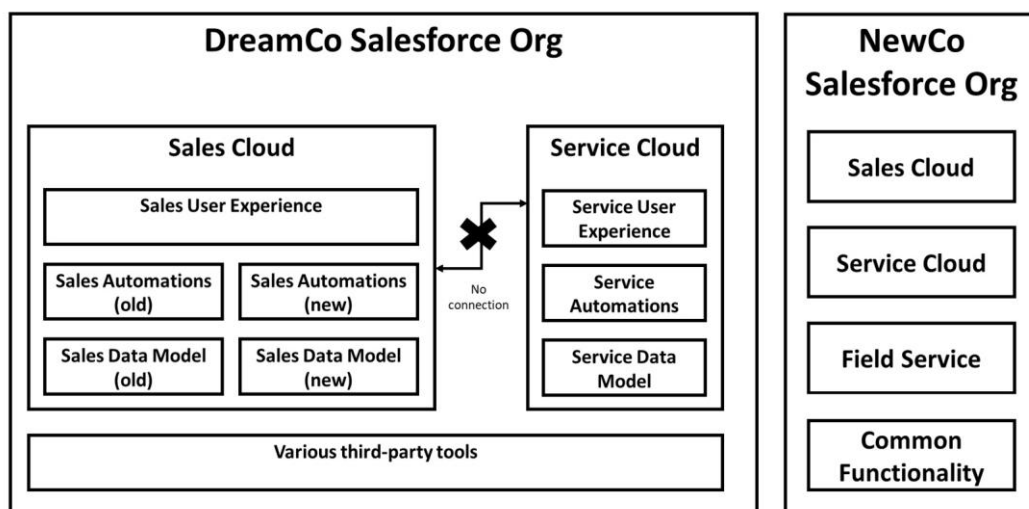 DreamCo Salesforce Org
Sales Cloud
Sales User Experience
Sales Automations
(old)
Sales Automations
(new)
Sales Data Model
(old)
Sales Data Model
(new)
No
connection
Service Cloud
Service User
Experience
Service
Automations
Service Data
Model
Various third-party tools
NewCo
Salesforce Org
Sales Cloud
Service Cloud
Field Service
Common
Functionality